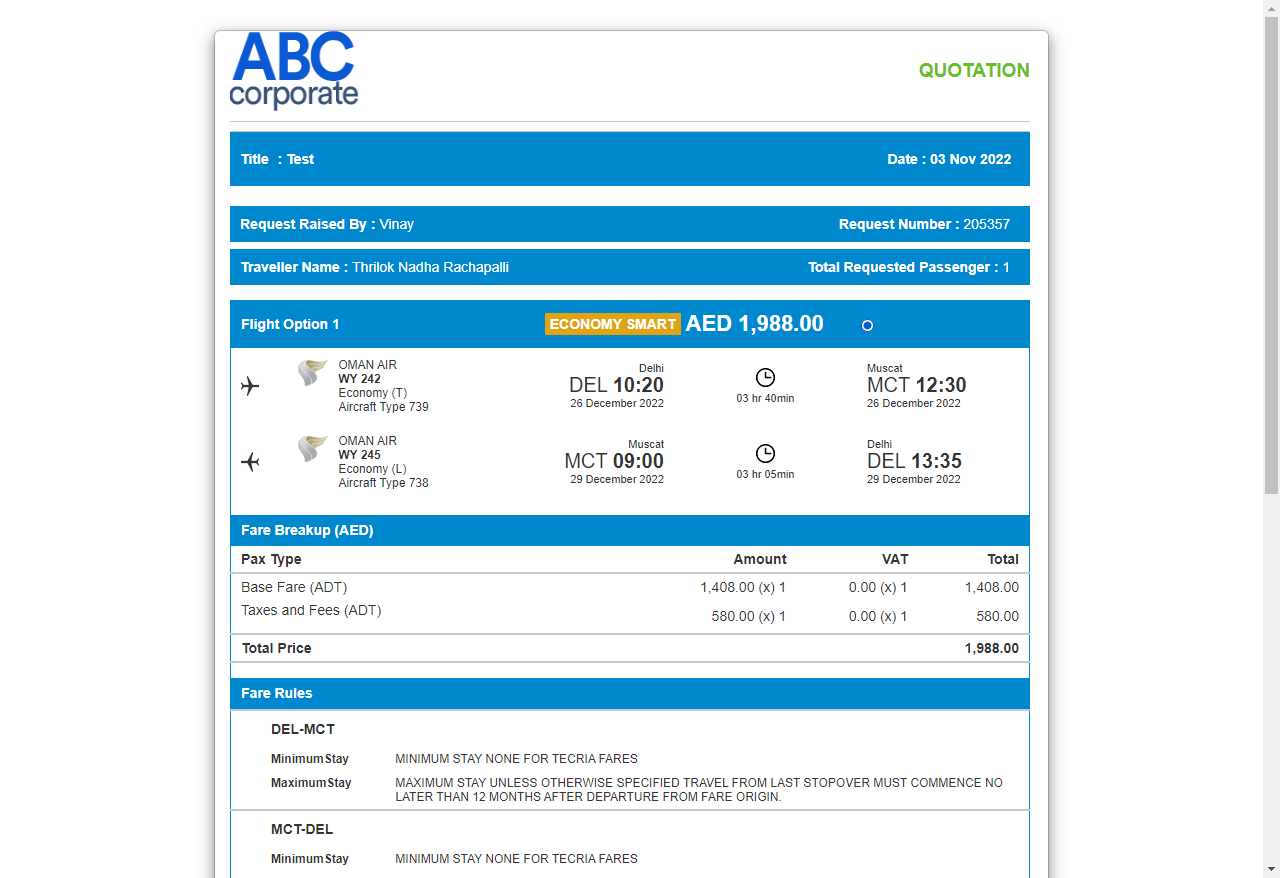 ABC
corporate
QUOTATION
Title : Test Date : 03 Nov 2022
Request Raised By : Vinay Request Number : 205357
Traveller Name : Thrilok Nadha Rachapalli Total Requested Passenger : 1
Flight Option 1 ECONOMY SMART AED 1,988.00
OMAN AIR
WY 242
Economy (T)
Aircraft Type 739
Delhi
DEL 10:20
26 December 2022
03 hr 40min
Muscat
MCT 12:30
26 December 2022
OMAN AIR
WY 245
Economy (L)
Aircraft Type 738
Muscat
MCT 09:00
29 December 2022
03 hr 05min
Delhi
DEL 13:35
29 December 2022
Fare Breakup (AED)
Pax Type Amount VAT Total
Base Fare (ADT) 1,408.00 (x) 1 0.00 (x) 1 1,408.00
Taxes and Fees (ADT) 580.00 (x) 1 0.00 (x) 1 580.00
Total Price 1,988.00
Fare Rules
DEL-MCT
MinimumStay MINIMUM STAY NONE FOR TECRIA FARES
MaximumStay MAXIMUM STAY UNLESS OTHERWISE SPECIFIED TRAVEL FROM LAST STOPOVER MUST COMMENCE NO
LATER THAN 12 MONTHS AFTER DEPARTURE FROM FARE ORIGIN.
MCT-DEL
MinimumStay MINIMUM STAY NONE FOR TECRIA FARES